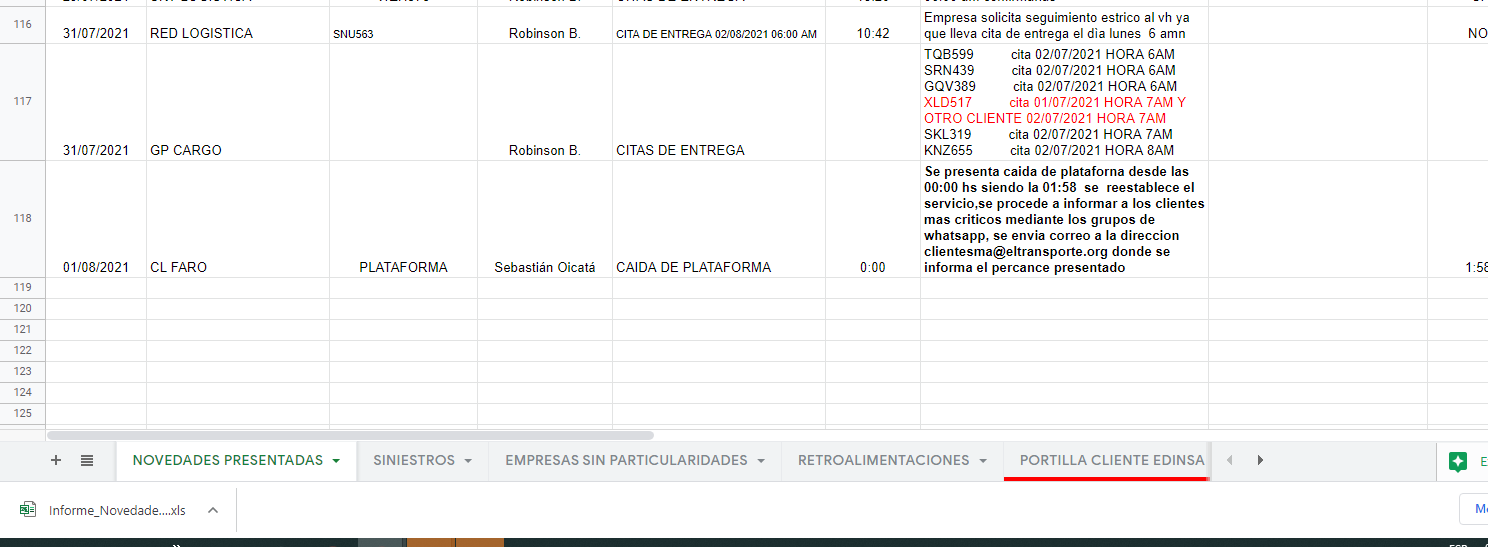 116
31/07/2021 RED LOGISTICA SNU563 Robinson B. CITA DE ENTREGA 02/08/2021 06:00 AM 10:42
Empresa solicita seguimiento estrico al vh ya
que lleva cita de entrega el dia lunes 6 amn
NO
117
31/07/2021 GP CARGO Robinson B. CITAS DE ENTREGA
TQB599 cita 02/07/2021 HORA 6AM
SRN439 cita 02/07/2021 HORA 6AM
GQV389 cita 02/07/2021 HORA 6AM
XLD517 cita 01/07/2021 HORA 7AM Y
OTRO CLIENTE 02/07/2021 HORA 7AM
SKL319 cita 02/07/2021 HORA 7AM
KNZ655 cita 02/07/2021 HORA 8AM
118
01/08/2021 CL FARO PLATAFORMA Sebastián Oicatá CAIDA DE PLATAFORMA 0:00
Se presenta caida de plataforna desde las
00:00 hs siendo la 01:58 se reestablece el
servicio,se procede a informar a los clientes
mas criticos mediante los grupos de
whatsapp, se envia correo a la direccion
clientesma@eltransporte.org donde se
informa el percance presentado
1:58
119
120
121
122
123
124
125
NOVEDADES PRESENTADAS SINIESTROS EMPRESAS SIN PARTICULARIDADES RETROALIMENTACIONES PORTILLA CLIENTE EDINSA
Informe_Novedade....xls